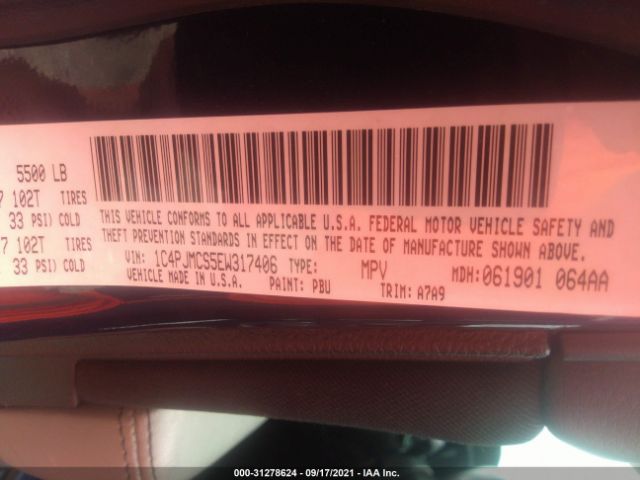 5500 LB
7 102T TIRES
33 PSI) COLD
7 102T TIRES
33 PSI) COLD
THIS VEHICLE CONFORMS TO ALL APPLICABLE U.S.A. FEDERAL MOTOR VEHICLE SAFETY AND
THEFT PREVENTION STANDARDS IN EFFECT ON THE DATE OF MANUFACTURE SHOWN ABOVE.
VIN: 1C4PJMCS5EW317406 TYPE: MPV MDH: 061901 064AA
VEHICLE MADE IN U.S.A. PAINT: PBU TRIM: A7A9
000-31278624 - 09/17/2021 - IAA Inc.